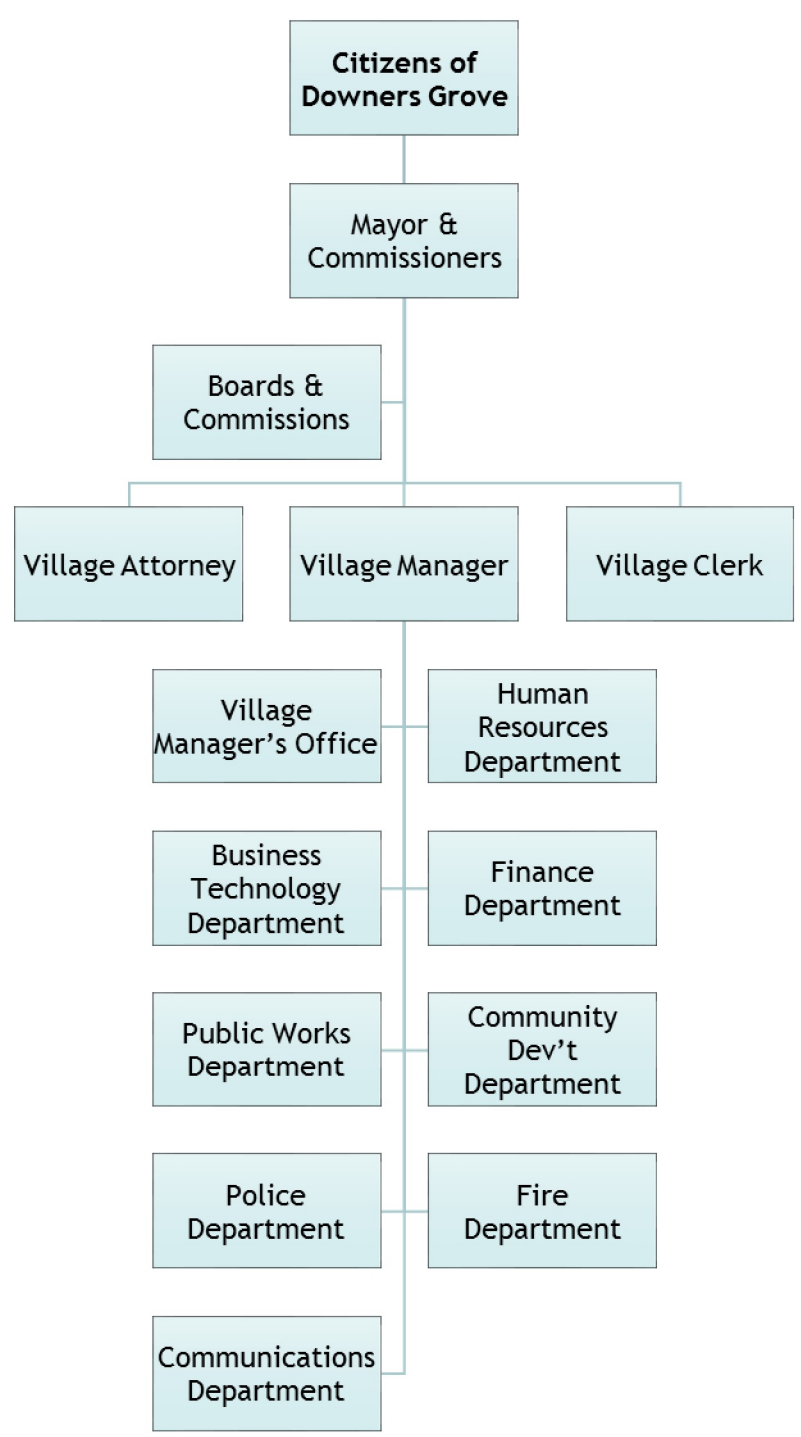 Citizens of
Downers Grove
Mayor &
Commissioners
Boards &
Commissions
Village Attorney
Village Manager
Village Clerk
Village
Manager’s Office
Human
Resources
Department
Business
Technology
Department
Finance
Department
Public Works
Department
Community
Dev’t
Department
Police
Department
Fire
Department
Communications
Department